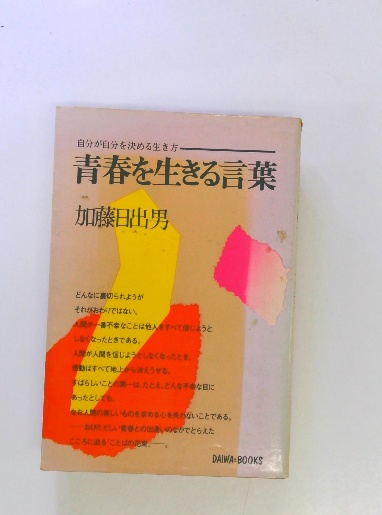 自分が自分を決める生き方
青春を生きる言葉
加藤日出男
どんなに裏切られようが
それがおわりではない。
人間が一番不幸なことは他人をすべて信じようと
しなくなったときである。
人間が人間を信じようとしなくなったとき、
感動はすべて地上から消えうせる。
すばらしいことの第一は、たとえ、どんな不幸な目に
あったとしても、
なお人間の美しいものを求める心を失わないことである。
――おびただしい青春との出逢いのなかでとらえた
こころに迫る「ことばの花束」――。
DAIWA BOOKS